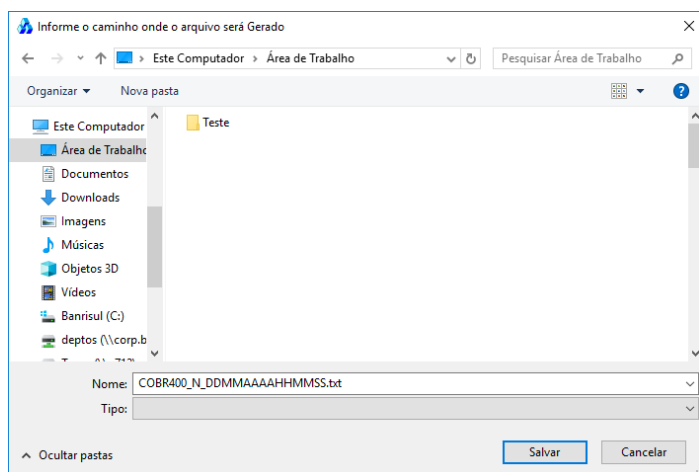 Informe o caminho onde o arquivo será Gerado
Este Computador > Área de Trabalho
Pesquisar Área de Trabalho
Organizar
Nova pasta
Este Computador
Área de Trabalho
Documentos
Downloads
Imagens
Músicas
Objetos 3D
Vídeos
Banrisul (C:)
deptos (\\corp.b
Teste
Nome: COBR400_N_DDMMAAAAHHMMSS.txt
Tipo:
Ocultar pastas
Salvar
Cancelar